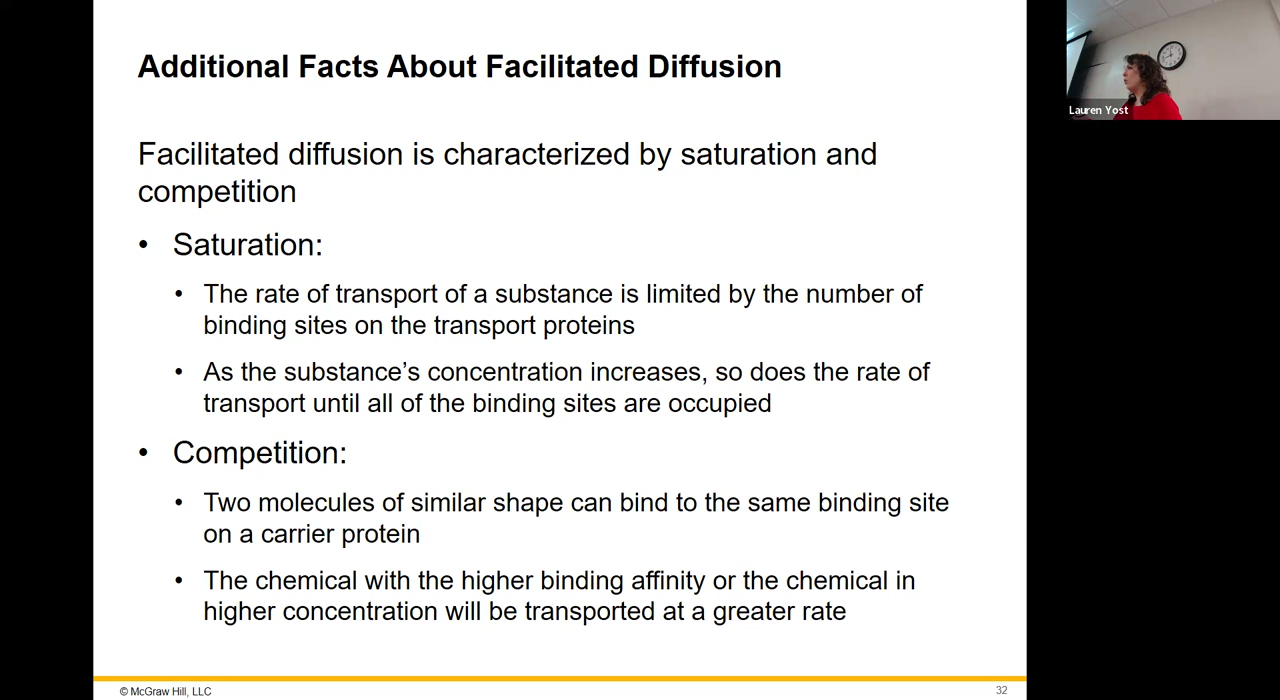 Additional Facts About Facilitated Diffusion
Lauren Yost
Facilitated diffusion is characterized by saturation and
competition
• Saturation:
• The rate of transport of a substance is limited by the number of
binding sites on the transport proteins
• As the substance’s concentration increases, so does the rate of
transport until all of the binding sites are occupied
• Competition:
• Two molecules of similar shape can bind to the same binding site
on a carrier protein
• The chemical with the higher binding affinity or the chemical in
higher concentration will be transported at a greater rate
© McGraw Hill, LLC
32